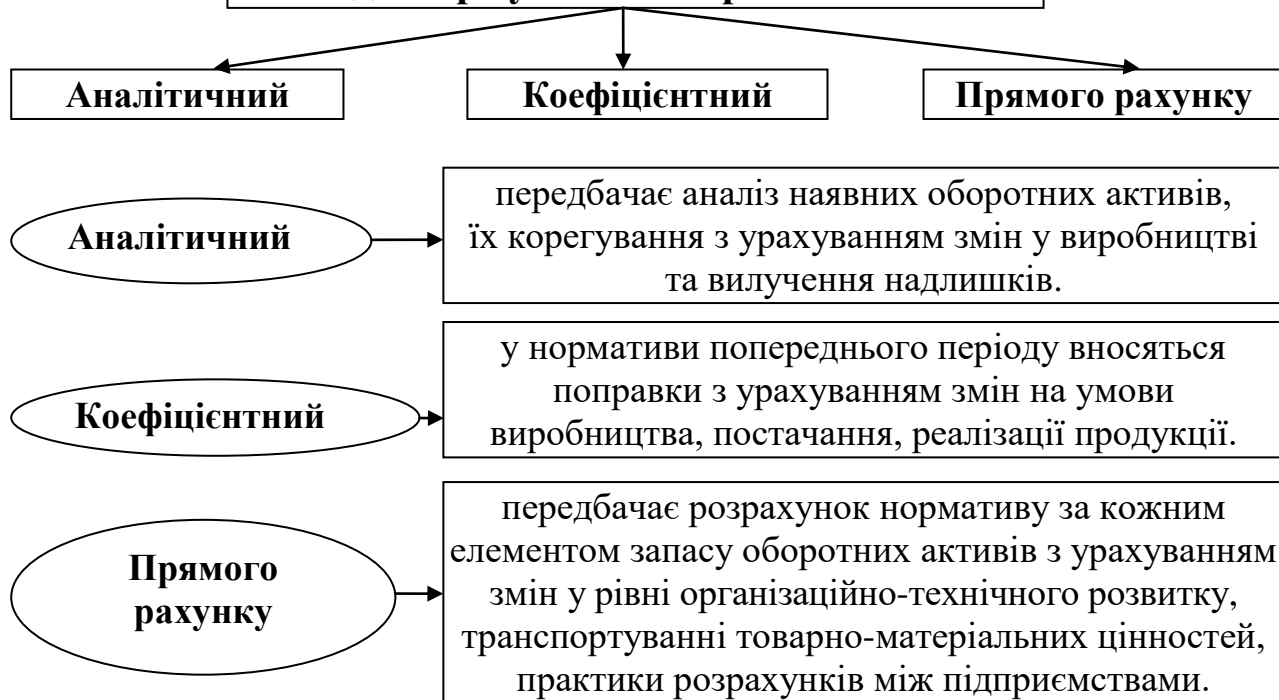 Аналітичний
Коефіцієнтний
Прямого рахунку
Аналітичний
передбачає аналіз наявних оборотних активів,
їх корегування з урахуванням змін у виробництві
та вилучення надлишків.
Коефіцієнтний
у нормативи попереднього періоду вносяться
поправки з урахуванням змін на умови
виробництва, постачання, реалізації продукції.
Прямого
рахунку
передбачає розрахунок нормативу за кожним
елементом запасу оборотних активів з урахуванням
змін у рівні організаційно-технічного розвитку,
транспортуванні товарно-матеріальних цінностей,
практики розрахунків між підприємствами.